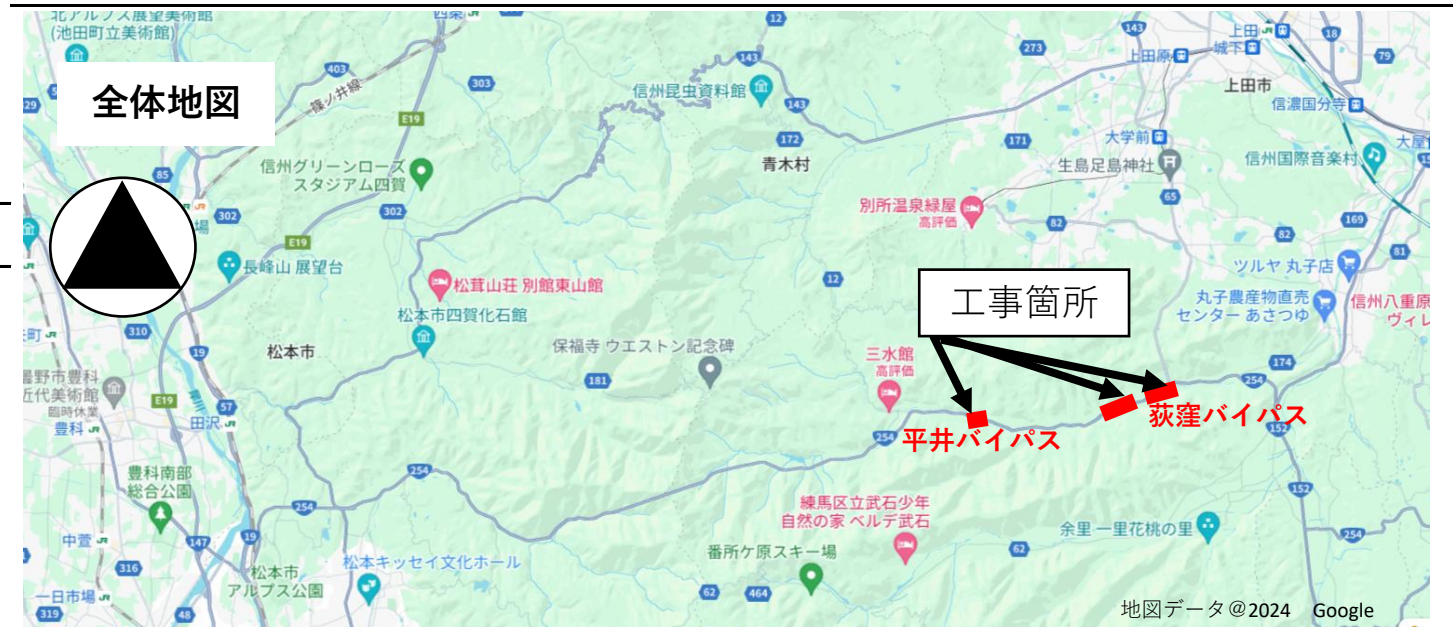 北アルプス展望美術館
(池田町立美術館)
12
143
上田
18
城下
上田原
79
273
403
篠ノ井線
303
信州昆虫資料館
143
143
上田市
信濃国分寺
全体地図
E19
172
青木村
171
大学前
生島足島神社
信州国際音楽村
信州グリーンローズ
スタジアム四賀
85
302
302
65
別所温泉緑屋
高評価
82
82
169
E19
長峰山 展望台
12
81
ツルヤ 丸子店
松茸山荘 別館東山館
工事箇所
丸子農産物直売
センター あさつゆ
松本市四賀化石館
310
19
松本市
保福寺 ウエストン記念碑
三水館
高評価
174
181
254
E19
57
田沢
臨時休業
豊科
254
平井バイパス
荻窪バイパス
152
豊科南部
総合公園
254
254
152
練馬区立武石少年
自然の家 ベルデ武石
余里 一里花桃の里
254
中萱
147
19
316
松本市
アルプス公園
松本キッセイ文化ホール
番所ケ原スキー場
62
62
464
一日市場
319
48
地図データ@2024 Google